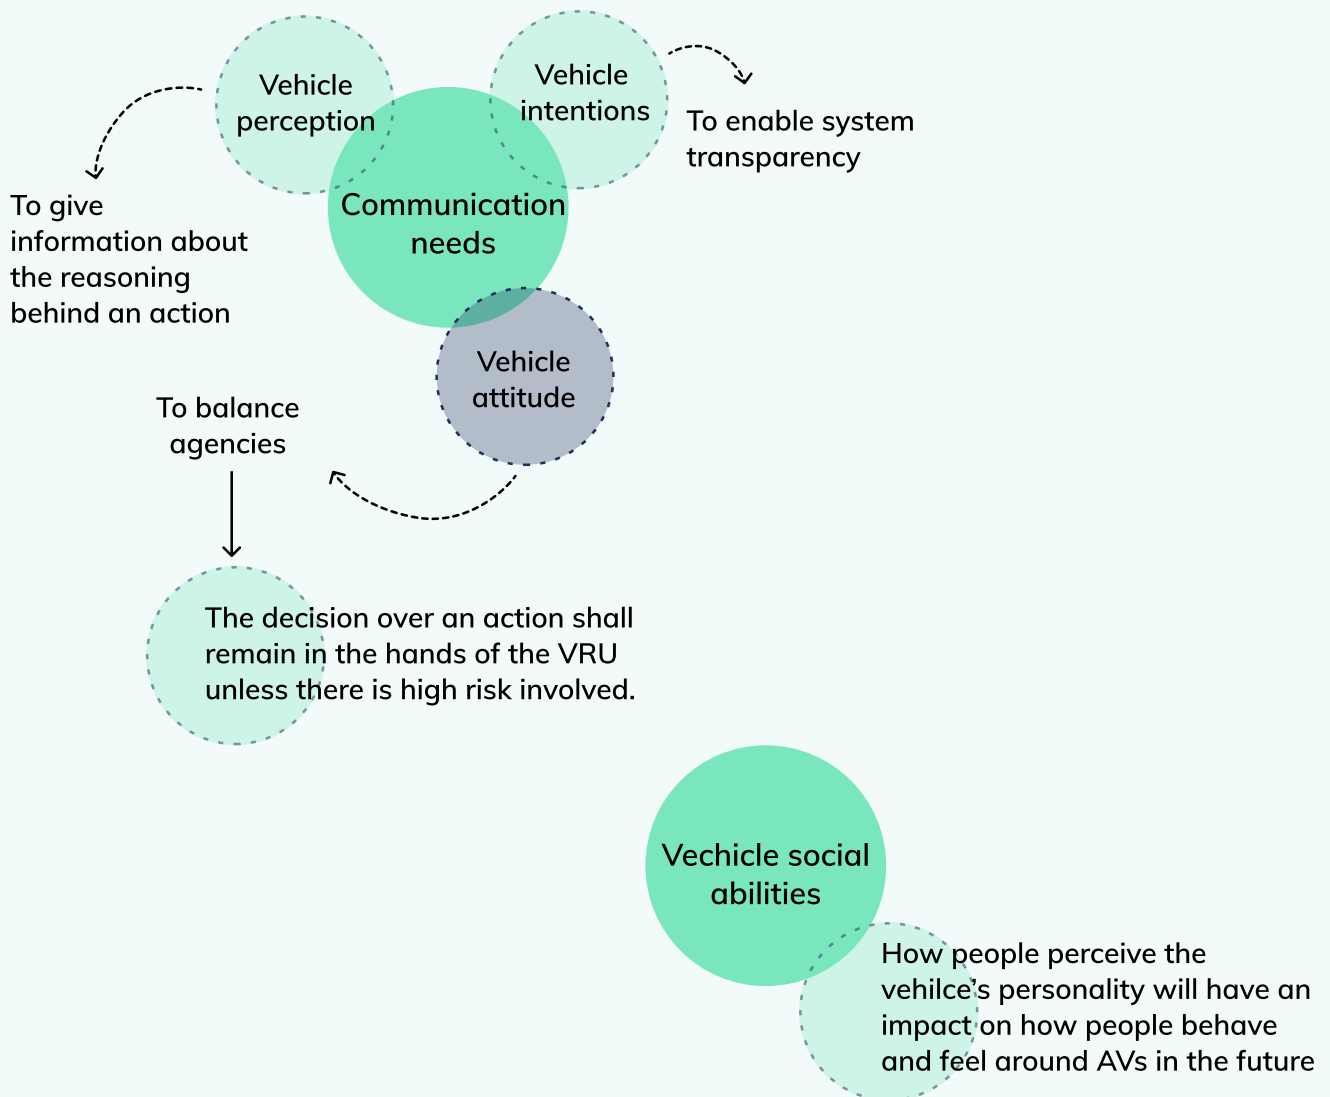 Vehicle
perception
Vehicle
intentions
To enable system
transparency
Communication
needs
To give
information about
the reasoning
behind an action
Vehicle
attitude
To balance
agencies
The decision over an action shall
remain in the hands of the VRU
unless there is high risk involved.
Vechicle social
abilities
How people perceive the
vehilce’s personality will have an
impact on how people behave
and feel around AVs in the future